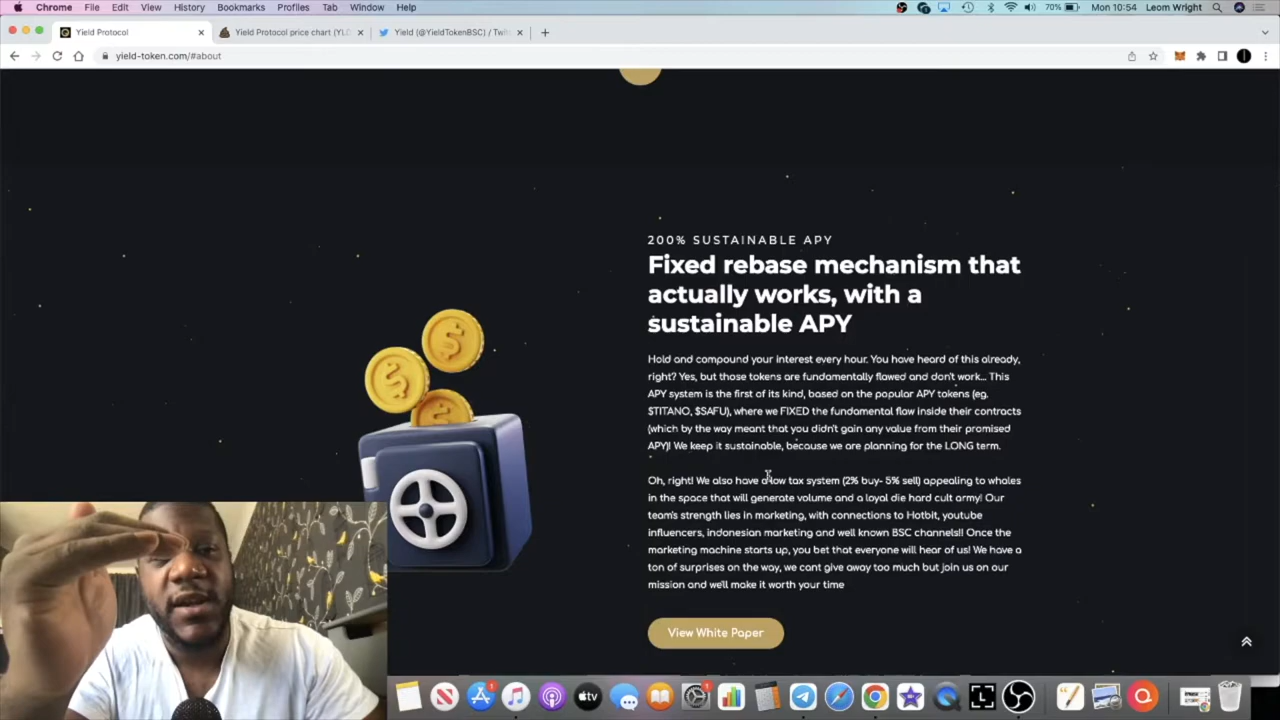 Chrome File Edit View History Bookmarks Profiles Tab Window Help 70% Mon 10:54 Leom Wright
Yield Protocol Yield Protocol price chart (YL Yield (@YieldTokenBSC) / Twi
yield-token.com/#about
200% SUSTAINABLE APY
Fixed rebase mechanism that
actually works, with a
sustainable APY
Hold and compound your interest every hour. You have heard of this already,
right? Yes, but those tokens are fundamentally flawed and don't work... This
APY system is the first of its kind, based on the popular APY tokens (eg.
$TITANO, $SAFU), where we FIXED the fundamental flaw inside their contracts
(which by the way meant that you didn't gain any value from their promised
APY)! We keep it sustainable, because we are planning for the LONG term.
Oh, right! We also have a low tax system (2% buy- 5% sell) appealing to whales
in the space that will generate volume and a loyal die hard cult army! Our
team's strength lies in marketing, with connections to Hotbit, youtube
influencers, indonesian marketing and well known BSC channels!! Once the
marketing machine starts up, you bet that everyone will hear of us! We have a
ton of surprises on the way, we cant give away too much but join us on our
mission and we'll make it worth your time
View White Paper
tv